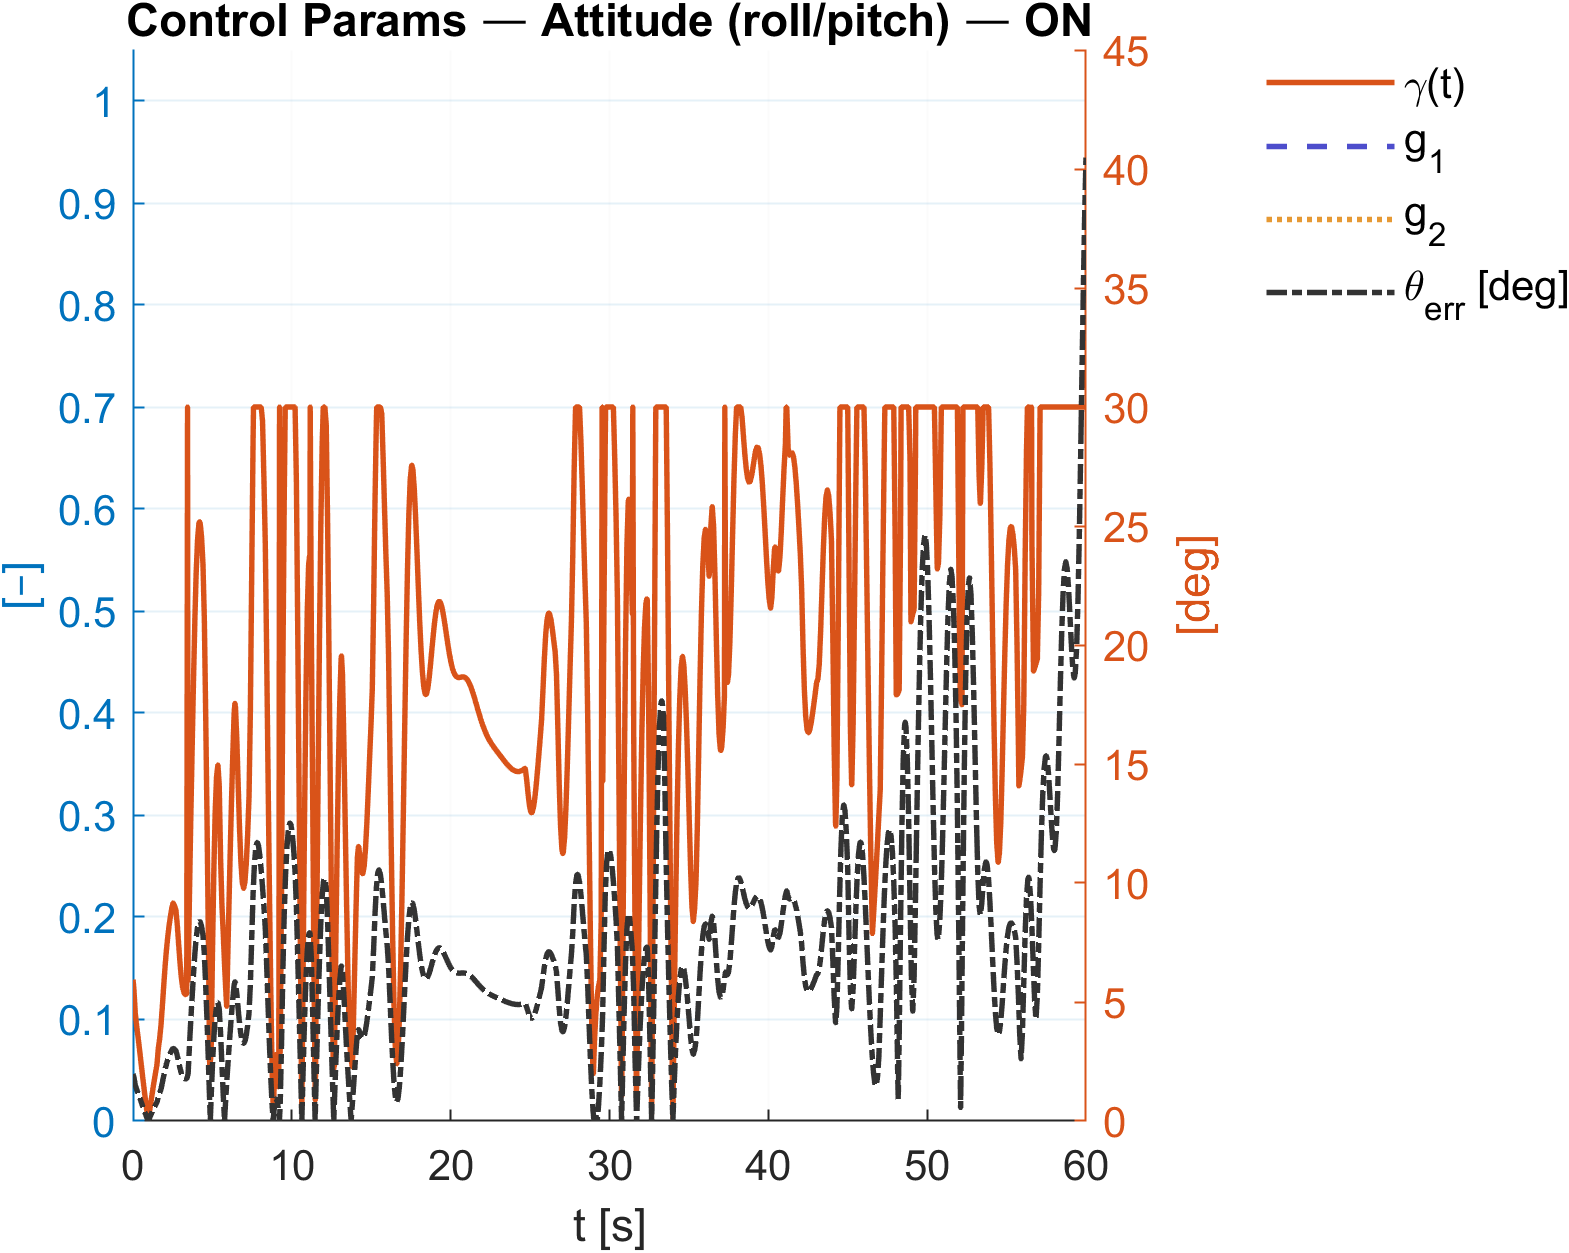 Control Params — Attitude (roll/pitch) — ON
1
0.9
0.8
0.7
0.6
0.5
0.4
0.3
0.2
0.1
0
[−]
45
40
35
30
25
20
15
10
5
0
[deg]
0 10 20 30 40 50 60
t [s]
γ(t)
g1
g2
θerr [deg]